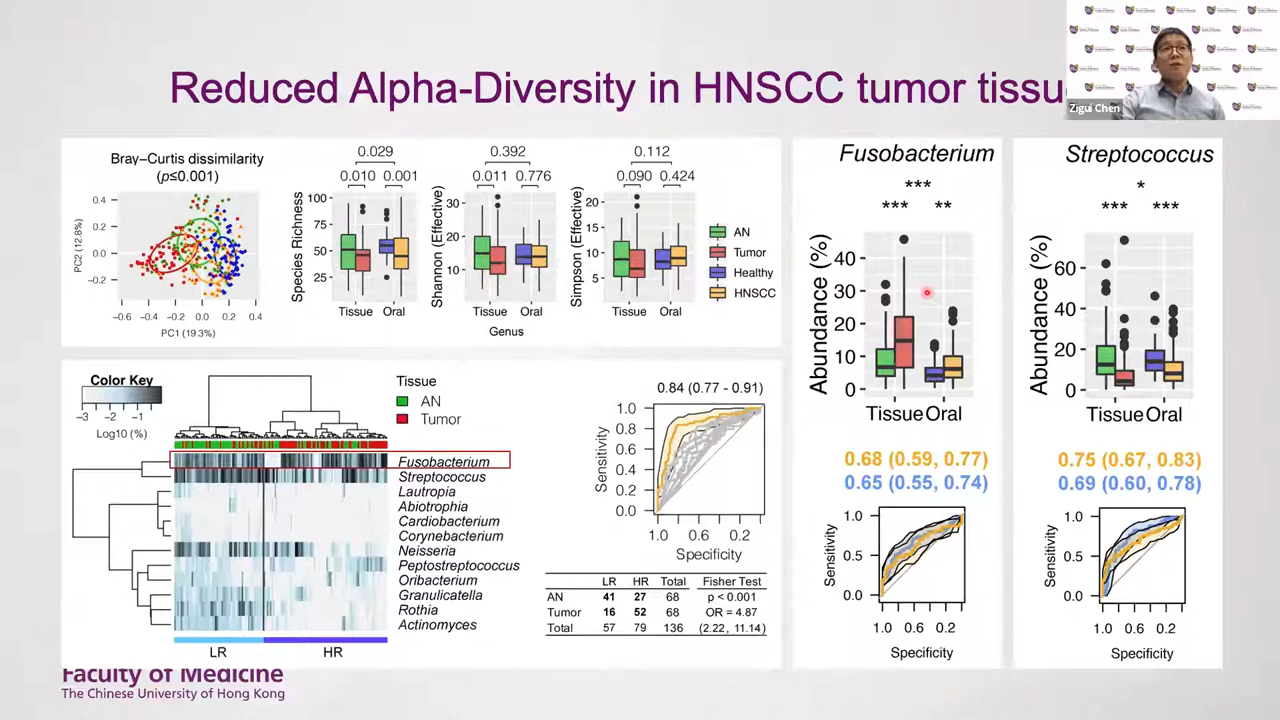 Reduced Alpha-Diversity in HNSCC tumor tissu
Zigui Chen
Bray−Curtis dissimilarity
(p≤0.001)
PC2 (12.8%)
0.4
0.2
0.0
−0.2
−0.6 −0.4 −0.2 0.0 0.2 0.4
PC1 (19.3%)
0.029
0.010 0.001
Species Richness
100
75
50
25
Tissue Oral
0.392
0.011 0.776
Shannon (Effective)
30
20
10
Tissue Oral
Genus
0.112
0.090 0.424
Simpson (Effective)
20
15
10
5
Tissue Oral
AN
Tumor
Healthy
HNSCC
Color Key
−3 −2 −1 0
Log10 (%)
Tissue
AN
Tumor
Fusobacterium
Streptococcus
Lautropia
Abiotrophia
Cardiobacterium
Corynebacterium
Neisseria
Peptostreptococcus
Oribacterium
Granulicatella
Rothia
Actinomyces
LR HR
0.84 (0.77 - 0.91)
Sensitivity
1.0
0.8
0.6
0.4
0.2
0.0
1.0 0.6 0.2
Specificity
LR HR Total Fisher Test
AN 41 27 68 p < 0.001
Tumor 16 52 68 OR = 4.87
Total 57 79 136 (2.22, 11.14)
Fusobacterium
***
*** **
Abundance (%)
40
30
20
10
0
Tissue Oral
0.68 (0.59, 0.77)
0.65 (0.55, 0.74)
Sensitivity
1.0
0.5
0.0
1.0 0.6 0.2
Specificity
Streptococcus
*
*** ***
Abundance (%)
60
40
20
0
Tissue Oral
0.75 (0.67, 0.83)
0.69 (0.60, 0.78)
Sensitivity
1.0
0.5
0.0
1.0 0.6 0.2
Specificity
Faculty of Medicine
The Chinese University of Hong Kong